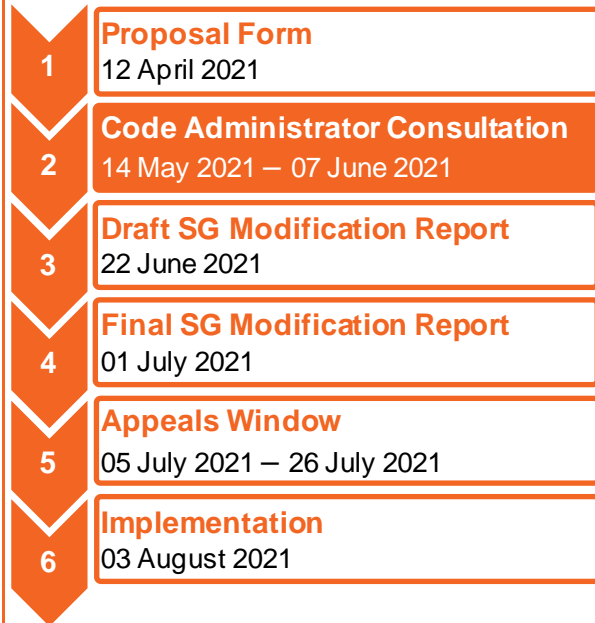 1
Proposal Form
12 April 2021
2
Code Administrator Consultation
14 May 2021 – 07 June 2021
3
Draft SG Modification Report
22 June 2021
4
Final SG Modification Report
01 July 2021
5
Appeals Window
05 July 2021 – 26 July 2021
6
Implementation
03 August 2021